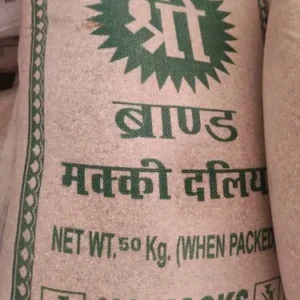 श्री
ब्राण्ड
मक्की दलिया
NET WT. 50 Kg. (WHEN PACKED